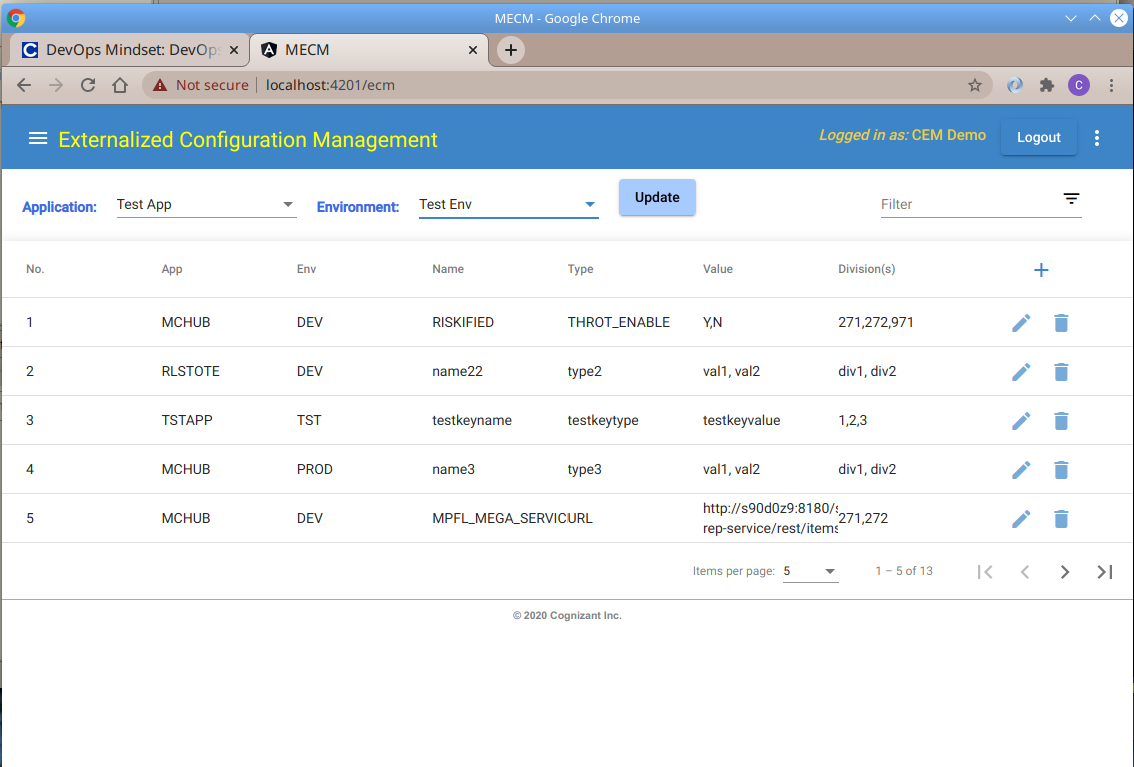 MECM - Google Chrome
DevOps Mindset: DevOps
MECM
Not secure localhost:4201/ecm
C
Externalized Configuration Management
Logged in as: CEM Demo
Logout
Application: Test App Environment: Test Env Update Filter
No. App Env Name Type Value Division(s)
1 MCHUB DEV RISKIFIED THROT_ENABLE Y,N 271,272,971
2 RLSTOTE DEV name22 type2 val1, val2 div1, div2
3 TSTAPP TST testkeyname testkeytype testkeyvalue 1,2,3
4 MCHUB PROD name3 type3 val1, val2 div1, div2
5 MCHUB DEV MPFL_MEGA_SERVICURL http://s90d0z9:8180/s 271,272
rep-service/rest/items
Items per page: 5 1 – 5 of 13
© 2020 Cognizant Inc.